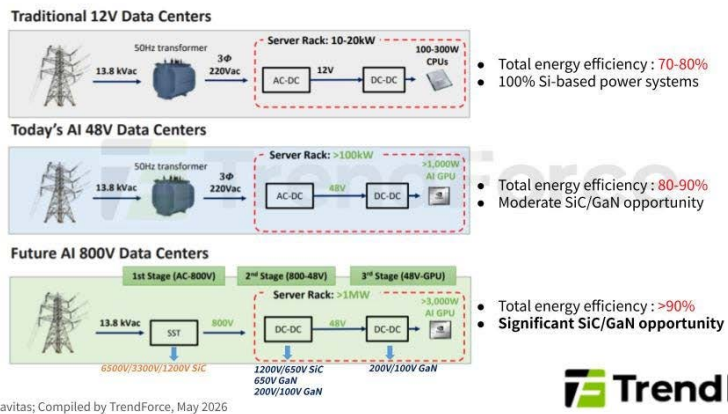 Traditional 12V Data Centers
50Hz transformer
13.8 kVac
3Φ
220Vac
Server Rack: 10-20kW
AC-DC
12V
DC-DC
100-300W
CPUs
● Total energy efficiency : 70-80%
● 100% Si-based power systems
Today's AI 48V Data Centers
50Hz transformer
13.8 kVac
3Φ
220Vac
Server Rack: >100kW
AC-DC
48V
DC-DC
>1,000W
AI GPU
● Total energy efficiency : 80-90%
● Moderate SiC/GaN opportunity
TrendForce
Future AI 800V Data Centers
1st Stage (AC-800V)
2nd Stage (800-48V)
3rd Stage (48V-GPU)
13.8 kVac
SST
800V
Server Rack: >1MW
DC-DC
48V
DC-DC
>3,000W
AI GPU
● Total energy efficiency : >90%
● Significant SiC/GaN opportunity
6500V/3300V/1200V SiC
1200V/650V SiC
650V GaN
200V/100V GaN
200V/100V GaN
Trend
avitas; Compiled by TrendForce, May 2026